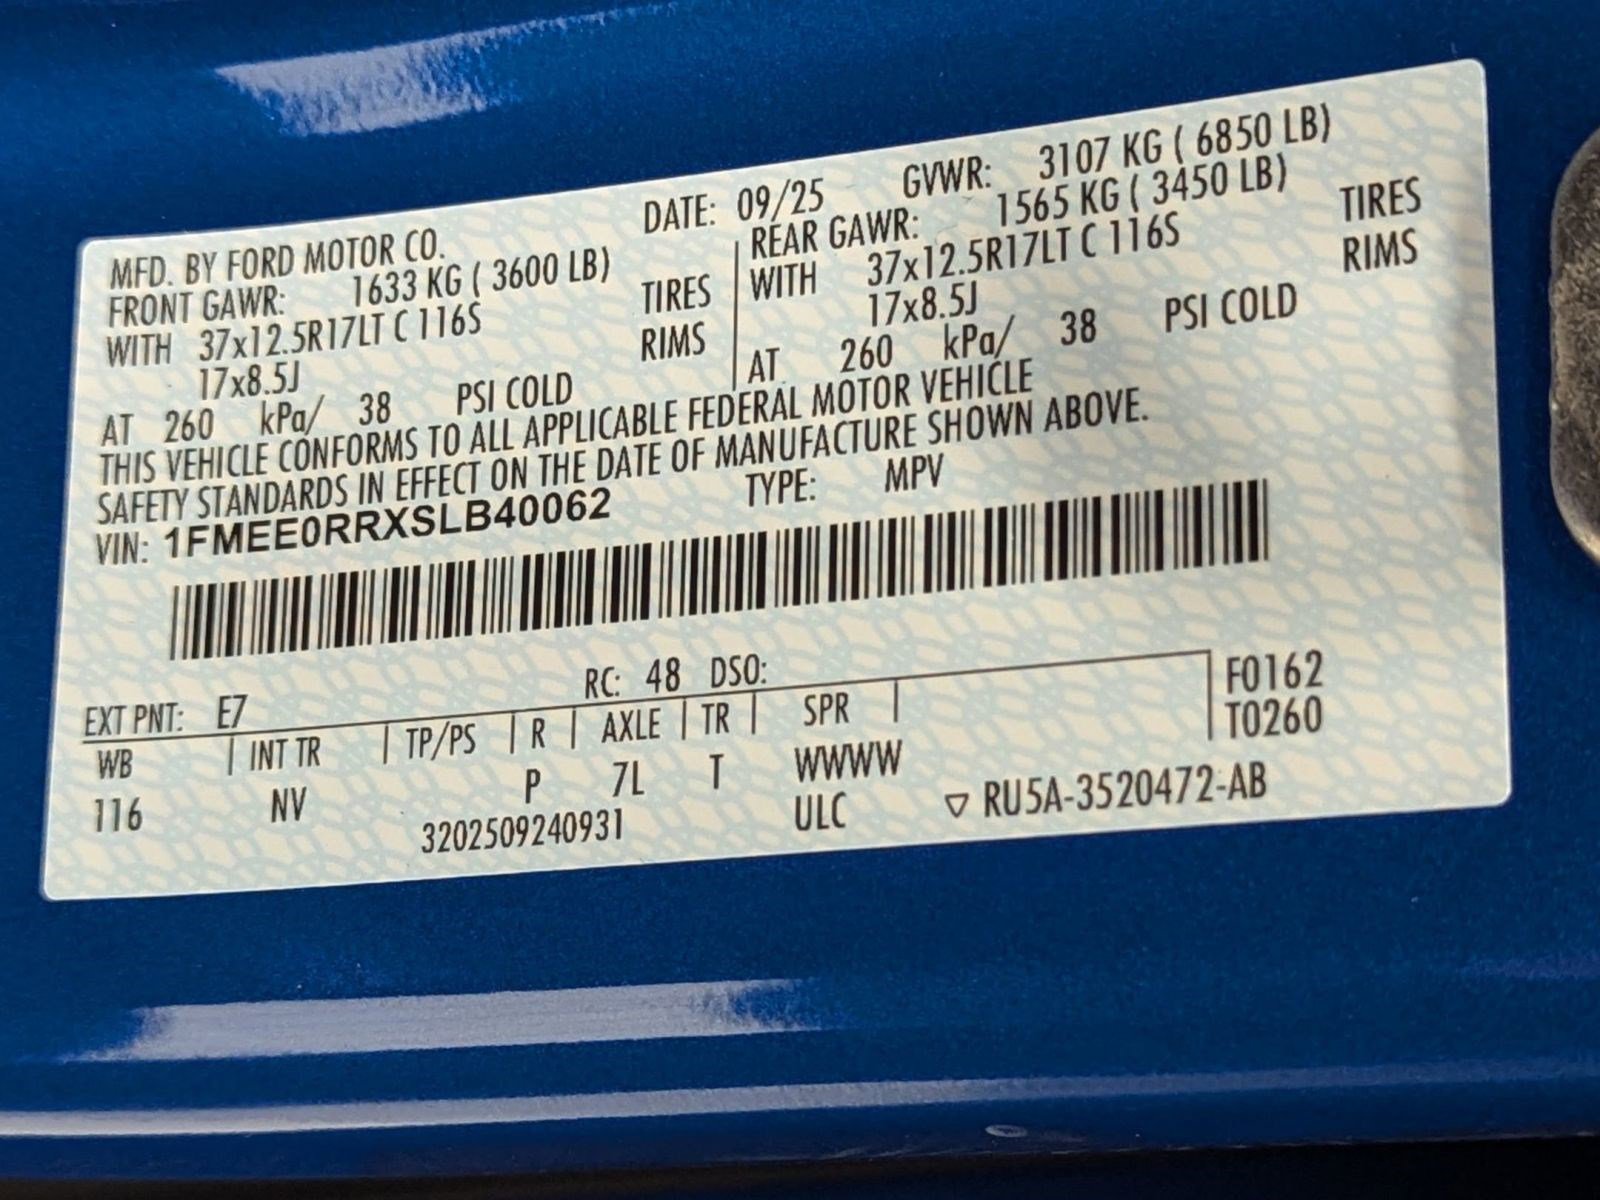 MFD. BY FORD MOTOR CO. DATE: 09/25 GVWR: 3107 KG ( 6850 LB)
FRONT GAWR: 1633 KG ( 3600 LB) REAR GAWR: 1565 KG ( 3450 LB)
WITH 37x12.5R17LT C 116S TIRES WITH 37x12.5R17LT C 116S TIRES
17x8.5J RIMS 17x8.5J RIMS
AT 260 kPa/ 38 PSI COLD AT 260 kPa/ 38 PSI COLD
THIS VEHICLE CONFORMS TO ALL APPLICABLE FEDERAL MOTOR VEHICLE
SAFETY STANDARDS IN EFFECT ON THE DATE OF MANUFACTURE SHOWN ABOVE.
VIN: 1FMEE0RRXSLB40062 TYPE: MPV
EXT PNT: E7 RC: 48 DSO: F0162
WB INT TR TP/PS R AXLE TR SPR T0260
116 NV P 7L T WWWW
3202509240931 ULC ▽ RU5A-3520472-AB